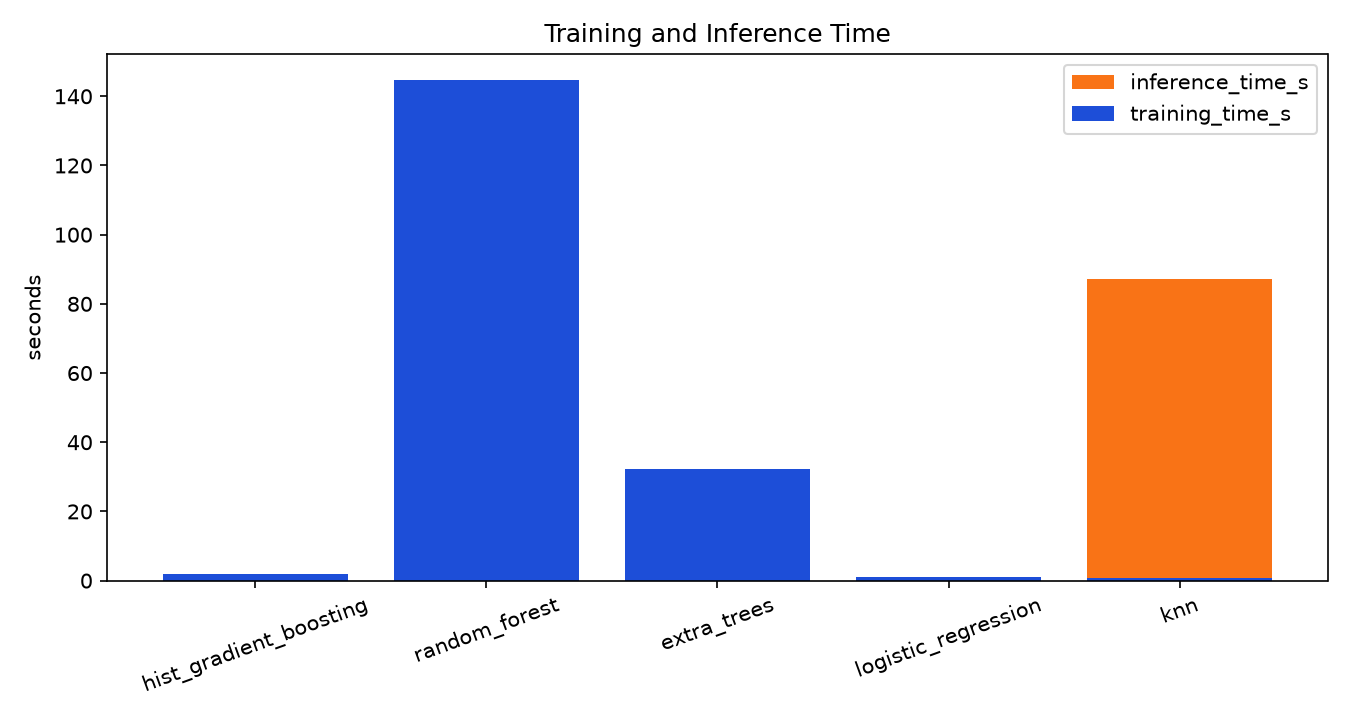 Training and Inference Time
inference_time_s
training_time_s
seconds
140
120
100
80
60
40
20
0
hist_gradient_boosting
random_forest
extra_trees
logistic_regression
knn